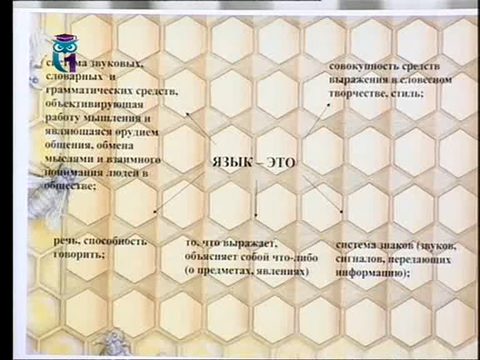 система звуковых,
словарных и
грамматических средств,
объективирующая
работу мышления и
являющаяся орудием
общения, обмена
мыслями и взаимного
понимания людей в
обществе;
совокупность средств
выражения в словесном
творчестве, стиль;
ЯЗЫК – ЭТО
речь, способность
говорить;
то, что выражает,
объясняет собой что-либо
(о предметах, явлениях)
система знаков (звуков,
сигналов, передающих
информацию);
1